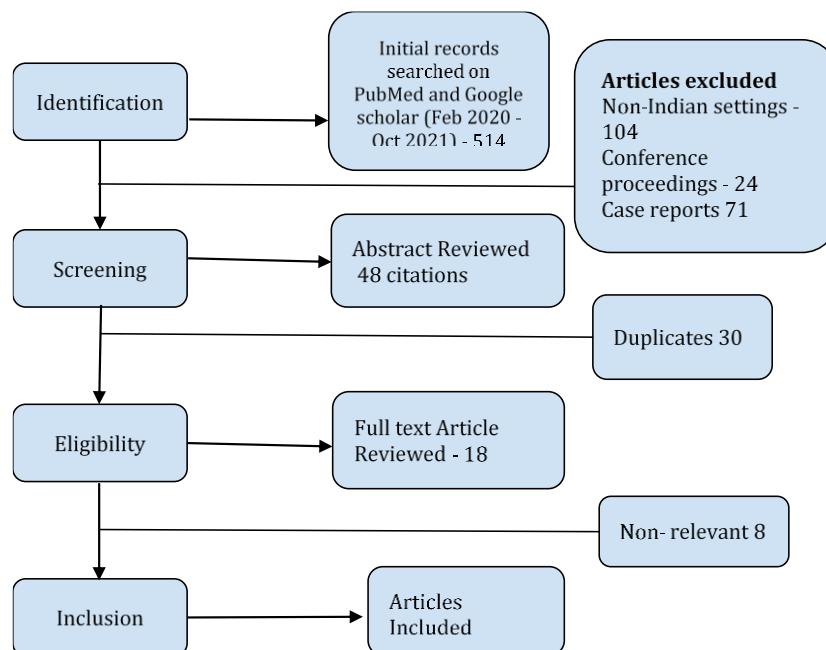 Identification
Initial records
searched on
PubMed and Google
scholar (Feb 2020 -
Oct 2021) - 514
Articles excluded
Non-Indian settings -
104
Conference
proceedings - 24
Case reports 71
Screening
Abstract Reviewed
48 citations
Duplicates 30
Eligibility
Full text Article
Reviewed - 18
Non- relevant 8
Inclusion
Articles
Included